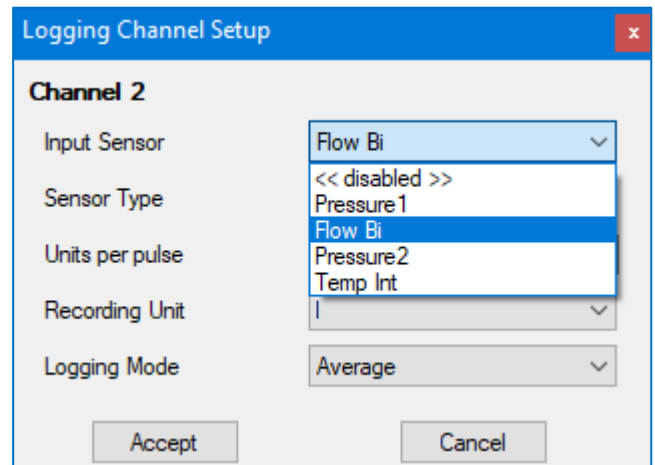 Logging Channel Setup x
Channel 2
Input Sensor Flow Bi
<< disabled >>
Sensor Type Pressure1
Flow Bi
Units per pulse Pressure2
Temp Int
Recording Unit l
Logging Mode Average
Accept Cancel